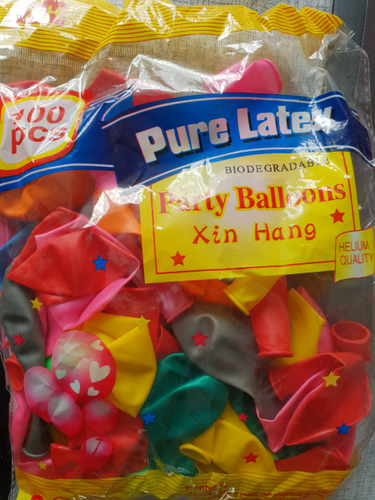 100
pcs
Pure Latex
BIODEGRADABLE
Party Balloons
Xin Hang
HELIUM
QUALITY